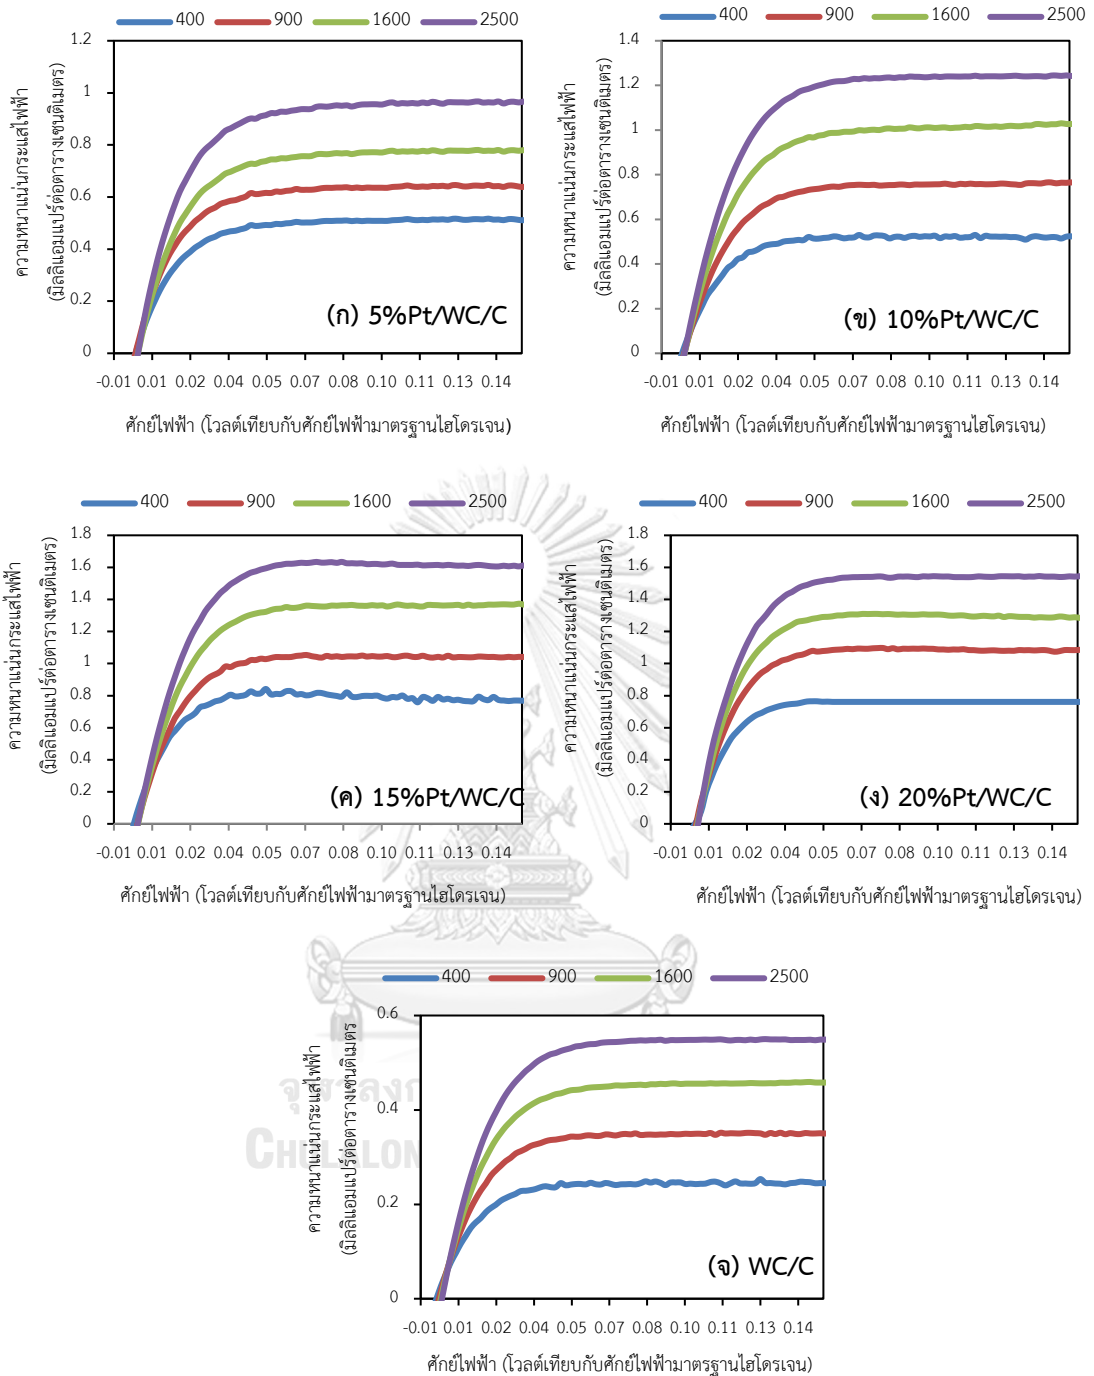 400 900 1600 2500
ความหนาแน่นกระแสไฟฟ้า
(มิลลิแอมแปร์ต่อตารางเซนติเมตร)
1.2
1
0.8
0.6
0.4
0.2
0
(ก) 5%Pt/WC/C
-0.01 0.01 0.02 0.04 0.05 0.07 0.08 0.10 0.11 0.13 0.14
ศักย์ไฟฟ้า (โวลต์เทียบกับศักย์ไฟฟ้ามาตรฐานไฮโดรเจน)
400 900 1600 2500
ความหนาแน่นกระแสไฟฟ้า
(มิลลิแอมแปร์ต่อตารางเซนติเมตร)
1.4
1.2
1
0.8
0.6
0.4
0.2
0
(ข) 10%Pt/WC/C
-0.01 0.01 0.02 0.04 0.05 0.07 0.08 0.10 0.11 0.13 0.14
ศักย์ไฟฟ้า (โวลต์เทียบกับศักย์ไฟฟ้ามาตรฐานไฮโดรเจน)
400 900 1600 2500
ความหนาแน่นกระแสไฟฟ้า
(มิลลิแอมแปร์ต่อตารางเซนติเมตร)
1.8
1.6
1.4
1.2
1
0.8
0.6
0.4
0.2
0
(ค) 15%Pt/WC/C
-0.01 0.01 0.02 0.04 0.05 0.07 0.08 0.10 0.11 0.13 0.14
ศักย์ไฟฟ้า (โวลต์เทียบกับศักย์ไฟฟ้ามาตรฐานไฮโดรเจน)
400 900 1600 2500
ความหนาแน่นกระแสไฟฟ้า
(มิลลิแอมแปร์ต่อตารางเซนติเมตร)
1.8
1.6
1.4
1.2
1
0.8
0.6
0.4
0.2
0
(ง) 20%Pt/WC/C
-0.01 0.01 0.02 0.04 0.05 0.07 0.08 0.10 0.11 0.13 0.14
ศักย์ไฟฟ้า (โวลต์เทียบกับศักย์ไฟฟ้ามาตรฐานไฮโดรเจน)
400 900 1600 2500
ความหนาแน่นกระแสไฟฟ้า
(มิลลิแอมแปร์ต่อตารางเซนติเมตร
0.6
0.4
0.2
0
(จ) WC/C
-0.01 0.01 0.02 0.04 0.05 0.07 0.08 0.10 0.11 0.13 0.14
ศักย์ไฟฟ้า (โวลต์เทียบกับศักย์ไฟฟ้ามาตรฐานไฮโดรเจน)